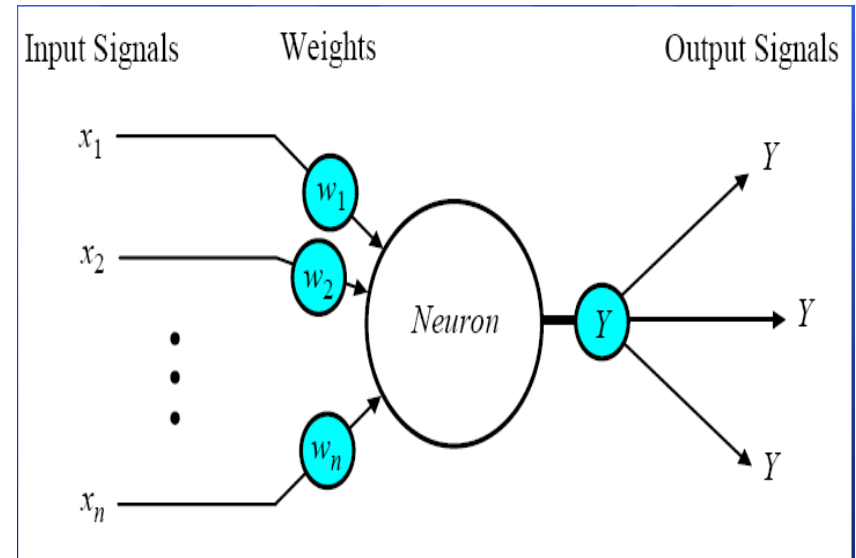 Input Signals Weights Output Signals
x1
w1
Y
x2
w2
Neuron
Y
Y
wn
Y
xn